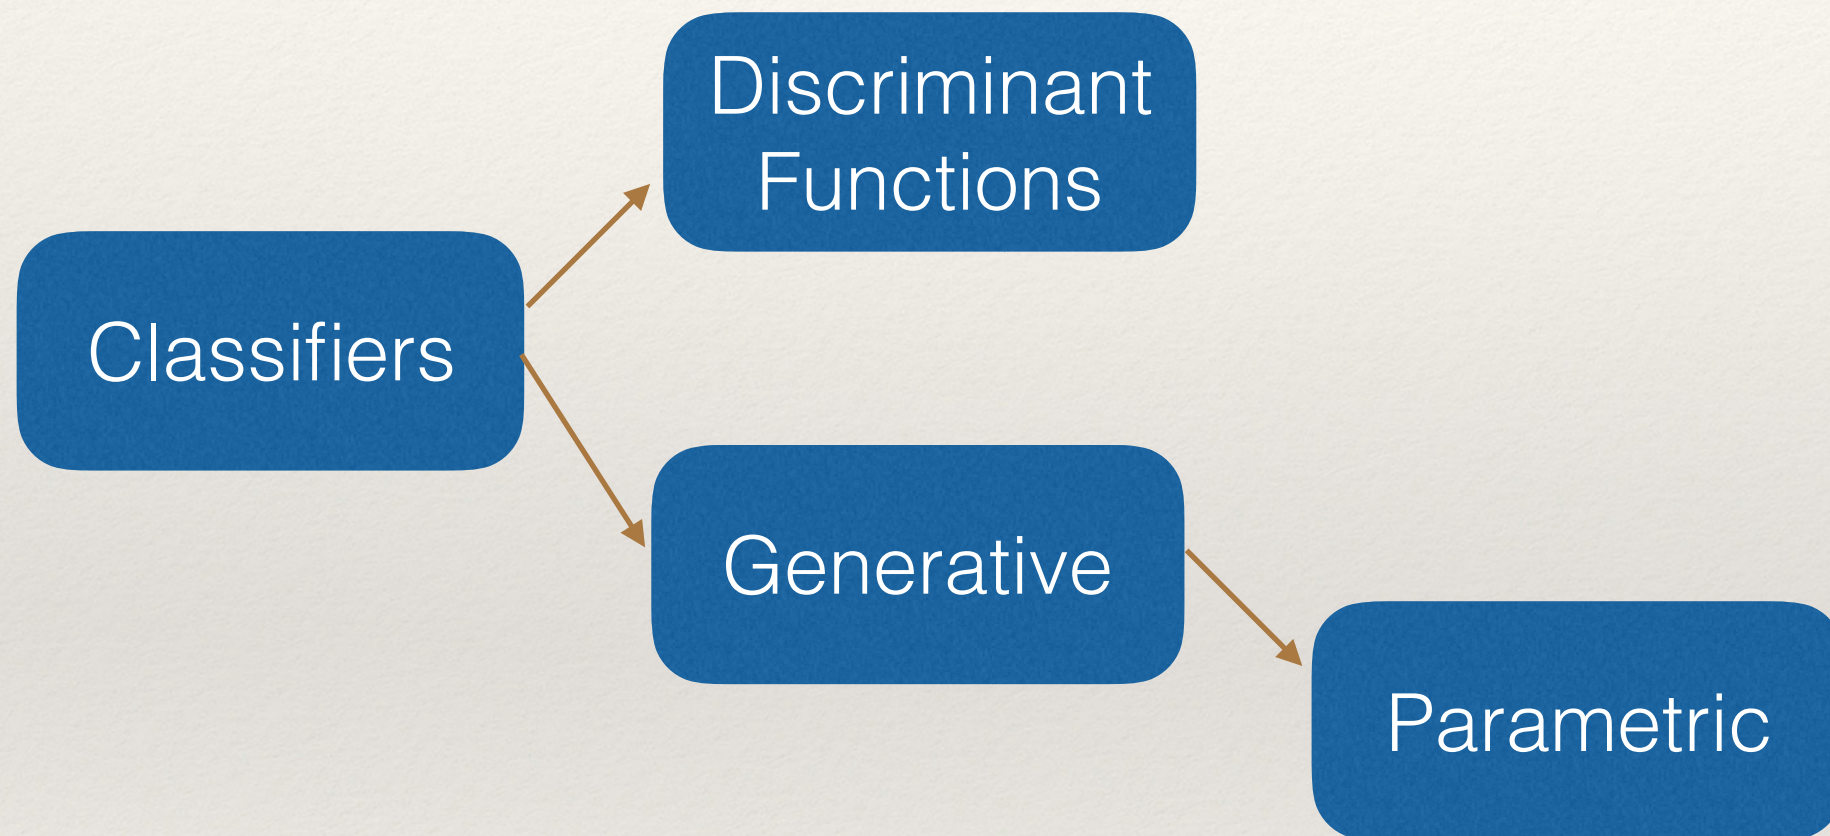 Discriminant
Functions
Classifiers
Generative
Parametric